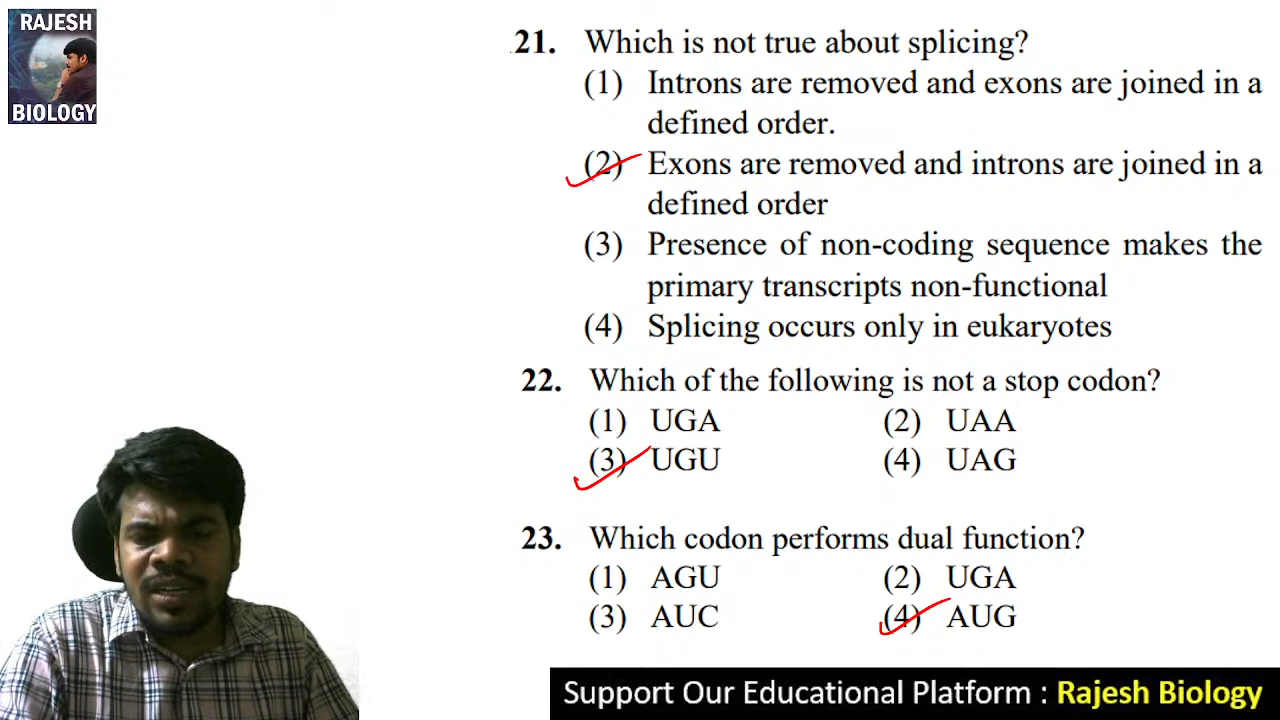 RAJESH
BIOLOGY
21. Which is not true about splicing?
(1) Introns are removed and exons are joined in a
defined order.
(2) Exons are removed and introns are joined in a
defined order
(3) Presence of non-coding sequence makes the
primary transcripts non-functional
(4) Splicing occurs only in eukaryotes
22. Which of the following is not a stop codon?
(1) UGA (2) UAA
(3) UGU (4) UAG
23. Which codon performs dual function?
(1) AGU (2) UGA
(3) AUC (4) AUG
Support Our Educational Platform : Rajesh Biology